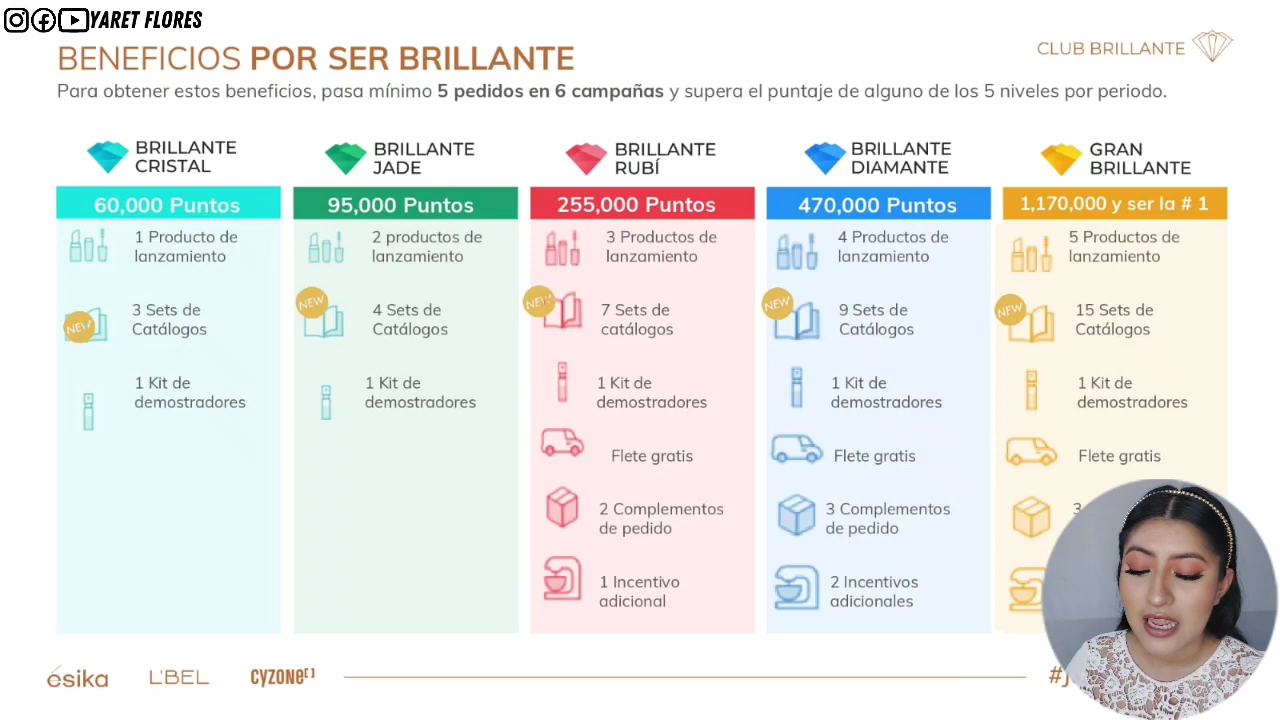 YARET FLORES
BENEFICIOS POR SER BRILLANTE
CLUB BRILLANTE
Para obtener estos beneficios, pasa mínimo 5 pedidos en 6 campañas y supera el puntaje de alguno de los 5 niveles por periodo.
BRILLANTE
CRISTAL
60,000 Puntos
1 Producto de
lanzamiento
NEW
3 Sets de
Catálogos
1 Kit de
demostradores
BRILLANTE
JADE
95,000 Puntos
2 productos de
lanzamiento
NEW
4 Sets de
Catálogos
1 Kit de
demostradores
BRILLANTE
RUBÍ
255,000 Puntos
3 Productos de
lanzamiento
NEW
7 Sets de
catálogos
1 Kit de
demostradores
Flete gratis
2 Complementos
de pedido
1 Incentivo
adicional
BRILLANTE
DIAMANTE
470,000 Puntos
4 Productos de
lanzamiento
NEW
9 Sets de
Catálogos
1 Kit de
demostradores
Flete gratis
3 Complementos
de pedido
2 Incentivos
adicionales
GRAN
BRILLANTE
1,170,000 y ser la # 1
5 Productos de
lanzamiento
NEW
15 Sets de
Catálogos
1 Kit de
demostradores
Flete gratis
3
ésika
L'BEL
cyzone